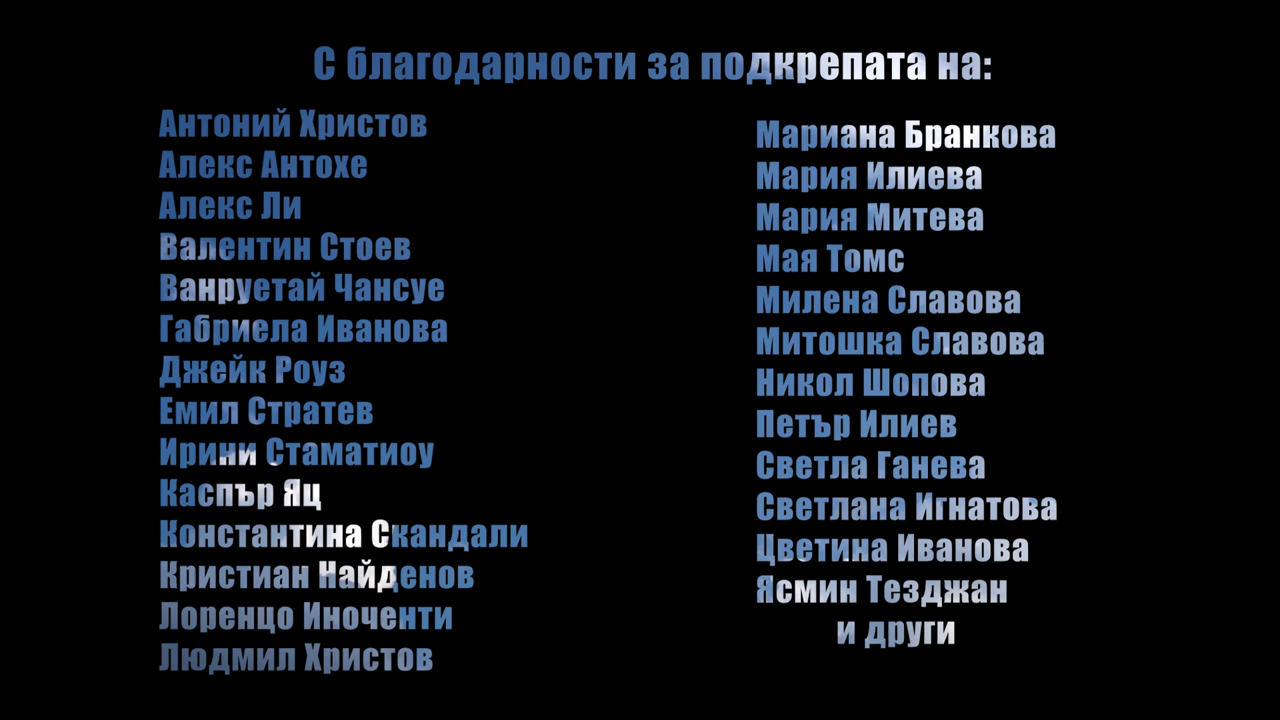 С благодарности за подкрепата на:
Антоний Христов
Алекс Антохе
Алекс Ли
Валентин Стоев
Ванруетай Чансуе
Габриела Иванова
Джейк Роуз
Емил Стратев
Ирини Стаматиоу
Каспър Яц
Константина Скандали
Кристиан Найденов
Лоренцо Иноченти
Людмил Христов
Мариана Бранкова
Мария Илиева
Мария Митева
Мая Томс
Милена Славова
Митошка Славова
Никол Шопова
Петър Илиев
Светла Ганева
Светлана Игнатова
Цветина Иванова
Ясмин Тезджан
и други